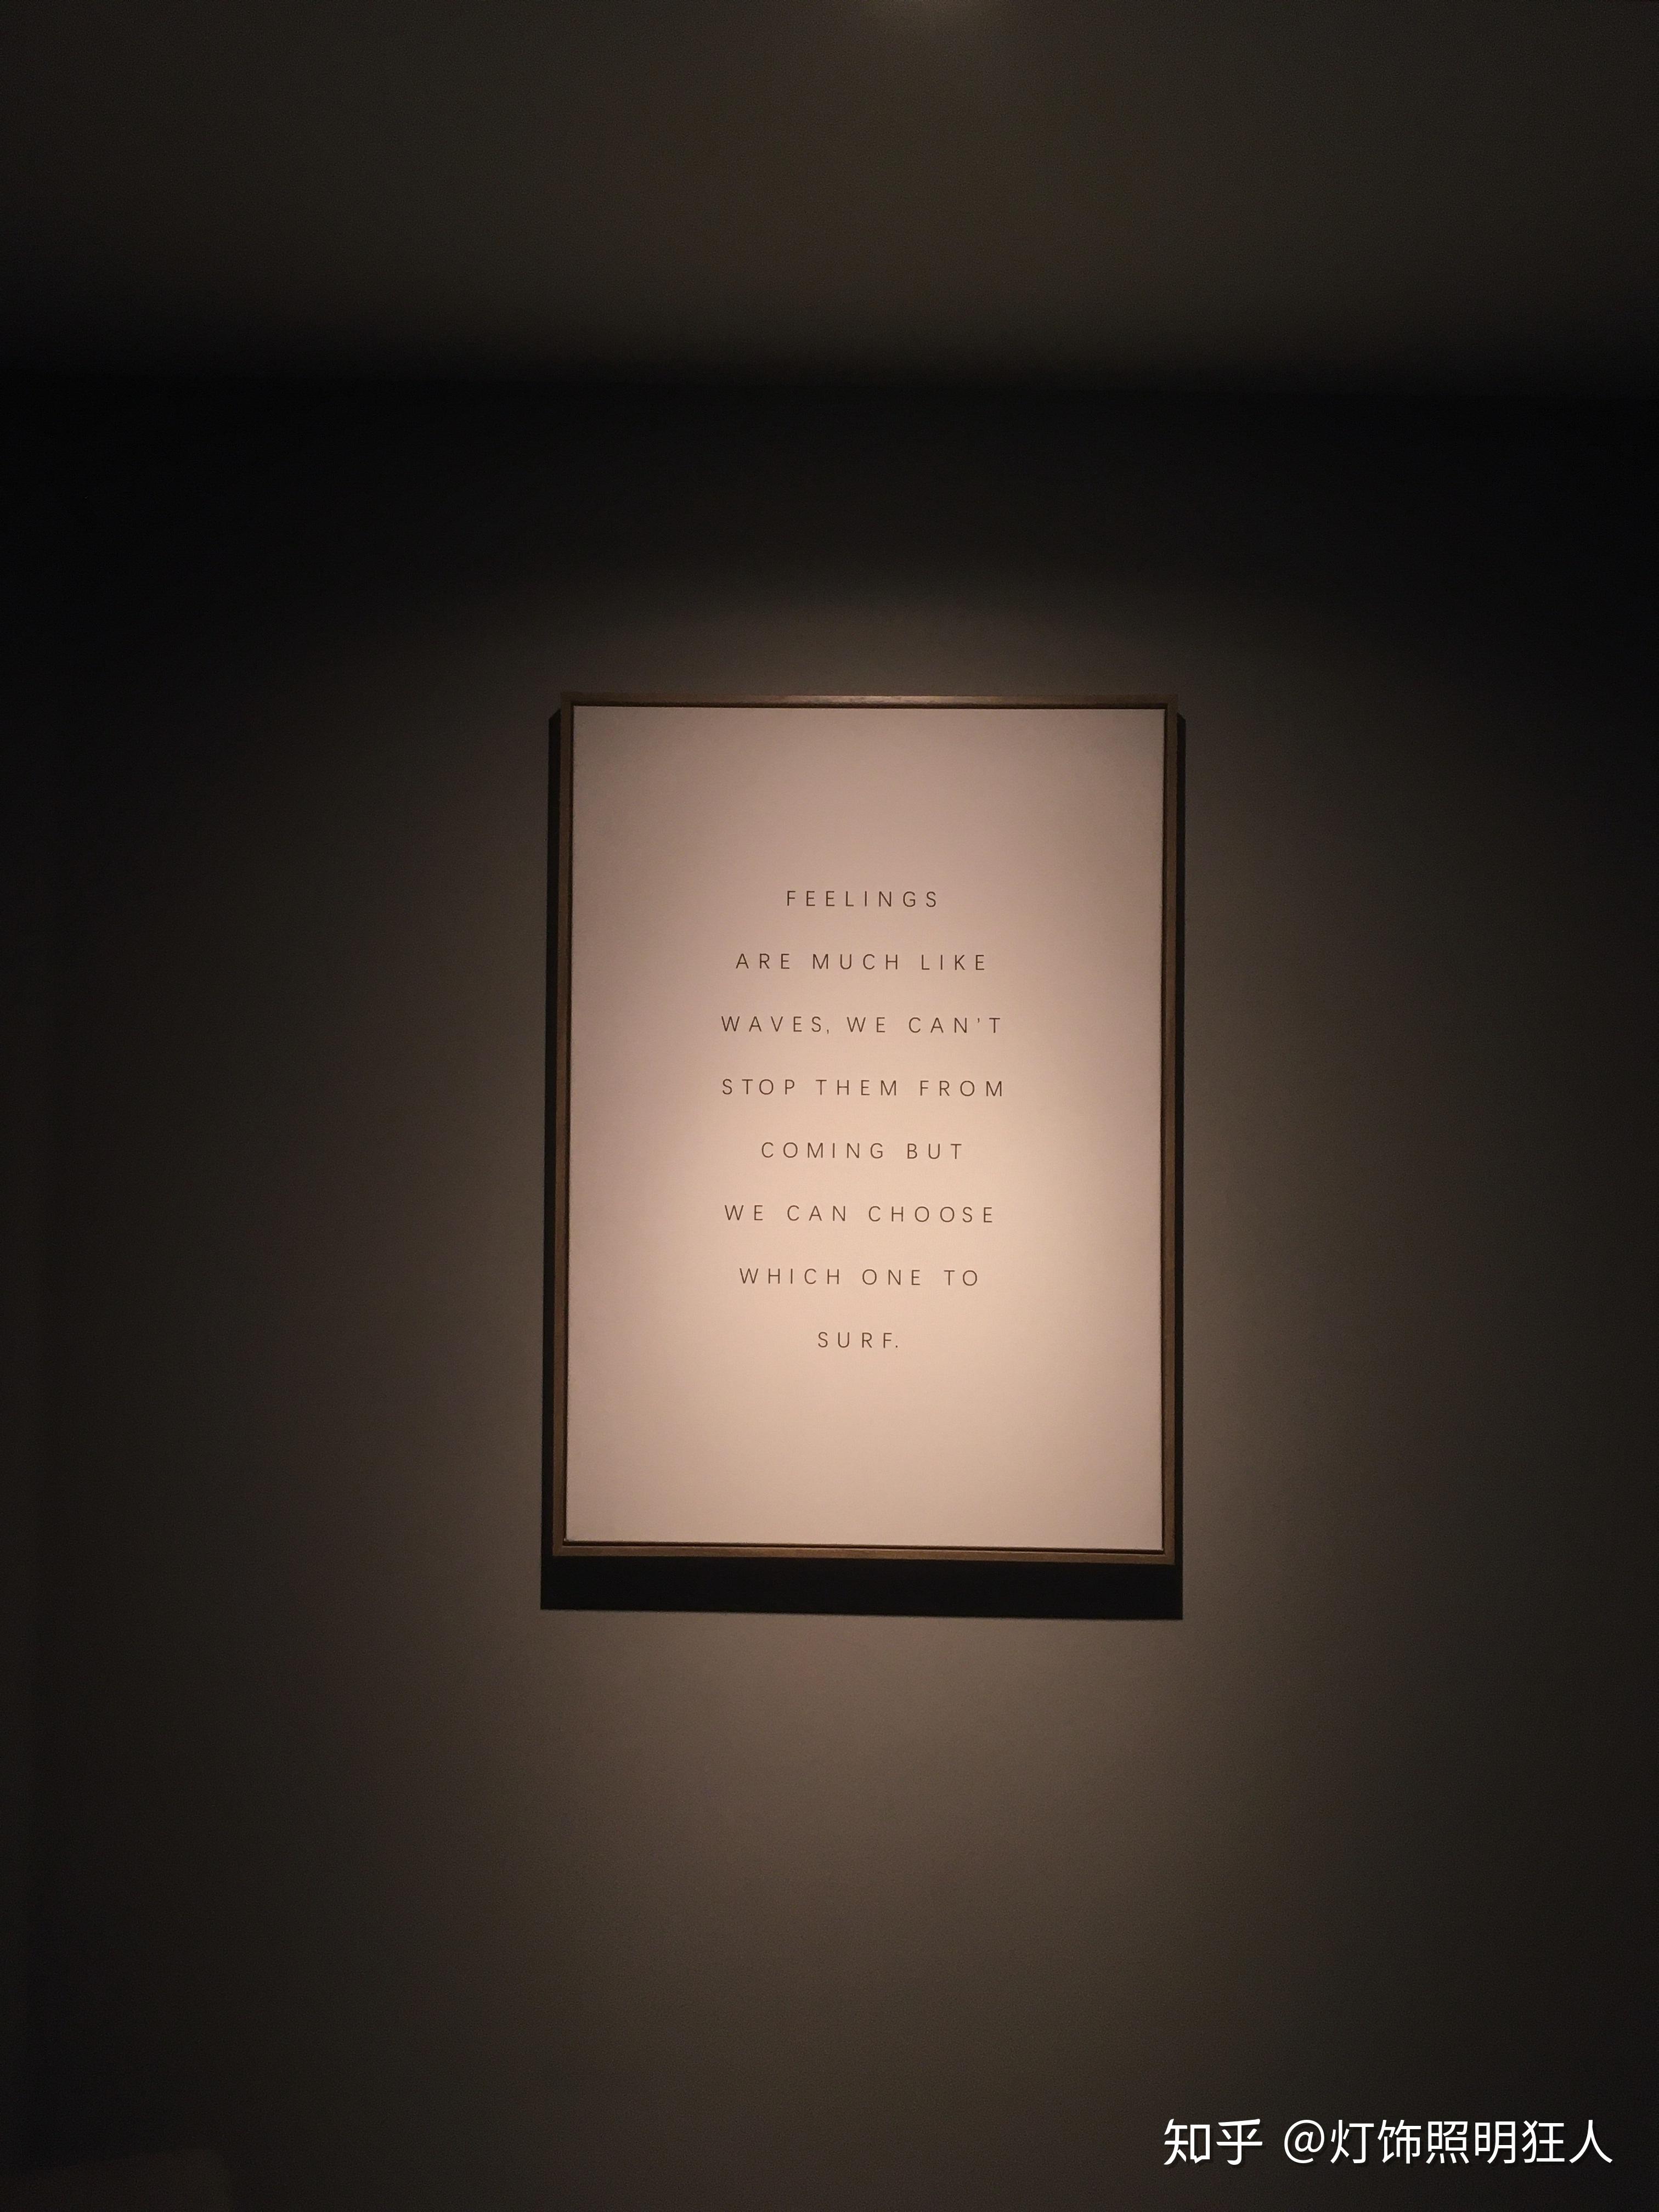 FEELINGS
ARE MUCH LIKE
WAVES, WE CAN'T
STOP THEM FROM
COMING BUT
WE CAN CHOOSE
WHICH ONE TO
SURF.
知乎 @灯饰照明狂人